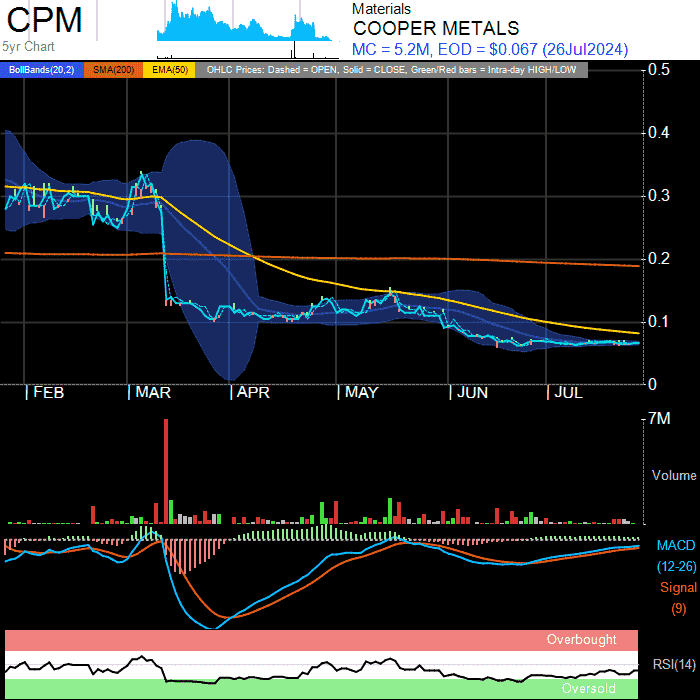 CPM
5yr Chart
Materials
COOPER METALS
MC = 5.2M, EOD = $0.067 (26Jul2024)
BollBands(20,2) SMA(200) EMA(50) OHLC Prices: Dashed = OPEN, Solid = CLOSE, Green/Red bars = Intra-day HIGH/LOW
0.5
0.4
0.3
0.2
0.1
0
| FEB | MAR | APR | MAY | JUN | JUL
7M
Volume
MACD
(12-26)
Signal
(9)
Overbought
RSI(14)
Oversold